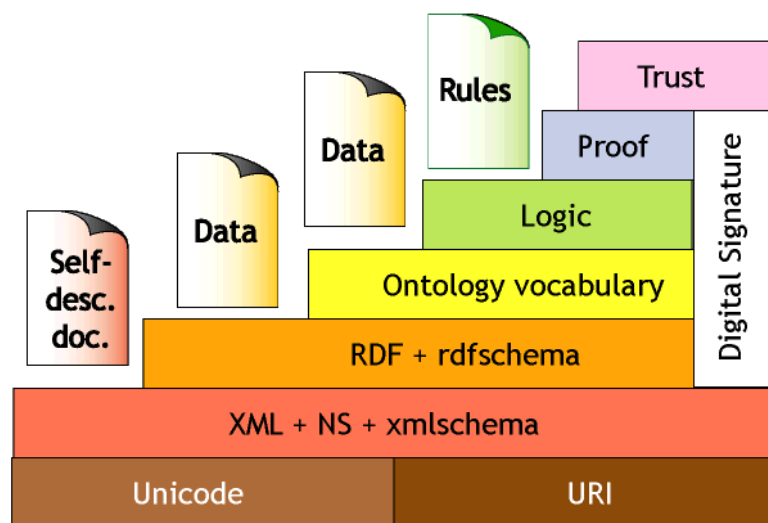 Rules
Trust
Data
Proof
Data
Logic
Self-
desc.
doc.
Ontology vocabulary
Digital Signature
RDF + rdfschema
XML + NS + xmlschema
Unicode
URI